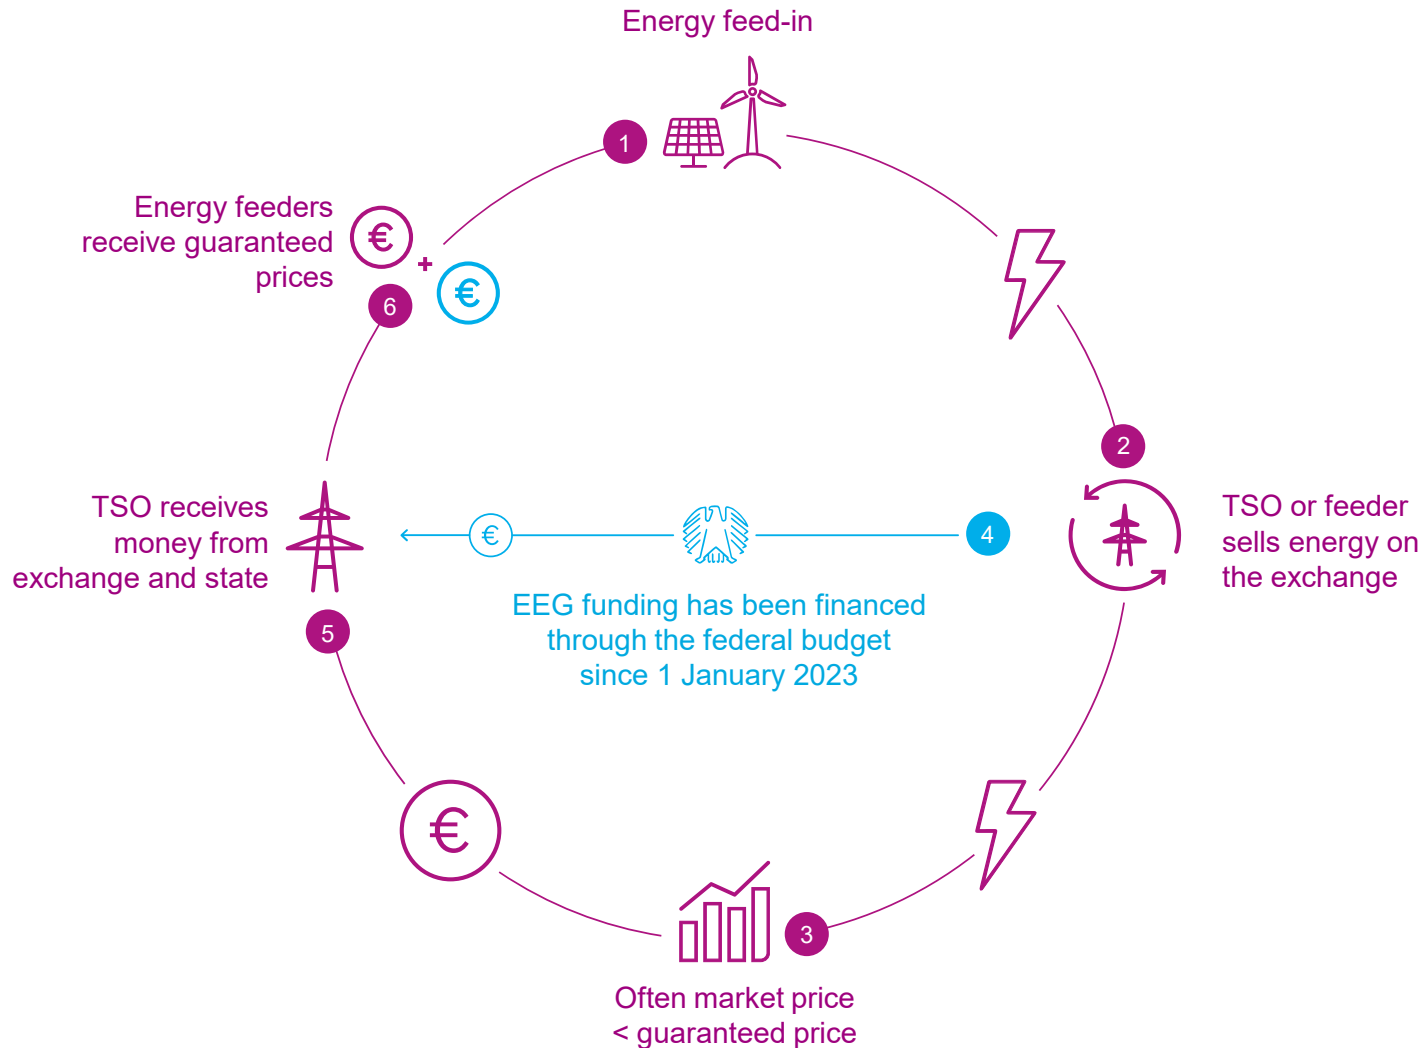 Energy feed-in
1
Energy feeders
receive guaranteed
prices
€
+
€
6
2
TSO or feeder
sells energy on
the exchange
TSO receives
money from
exchange and state
€
4
EEG funding has been financed
through the federal budget
since 1 January 2023
5
€
3
Often market price
< guaranteed price